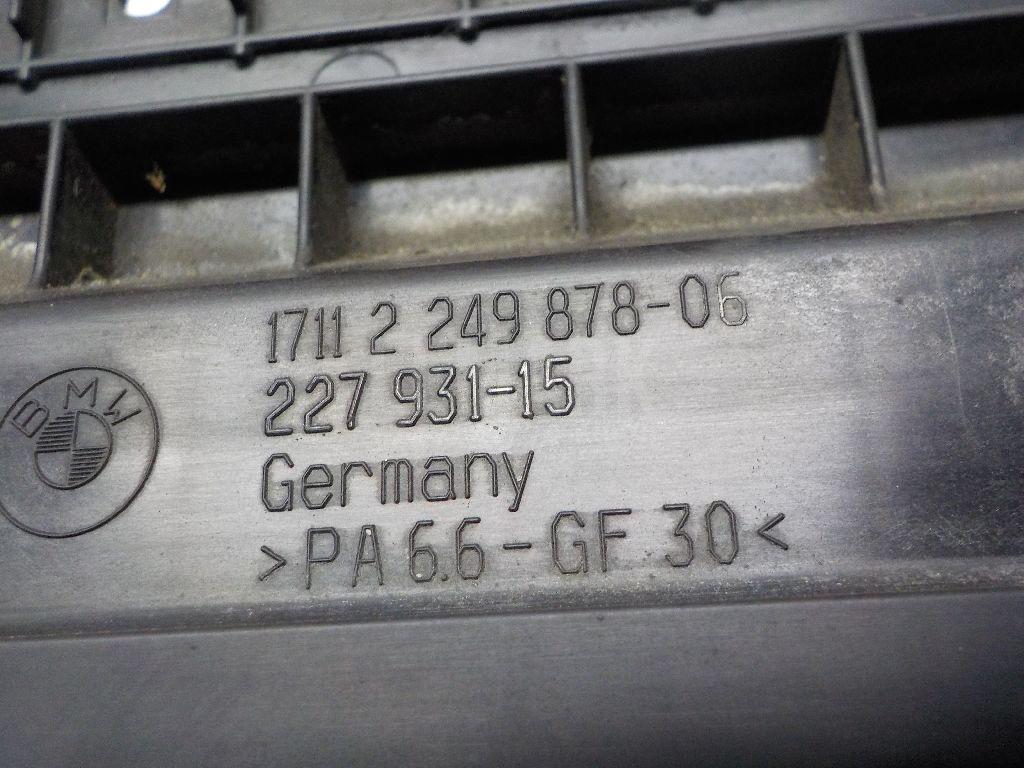 1711 2 249 878-06
227 931-15
BMW
Germany
>PA 6.6-GF 30<